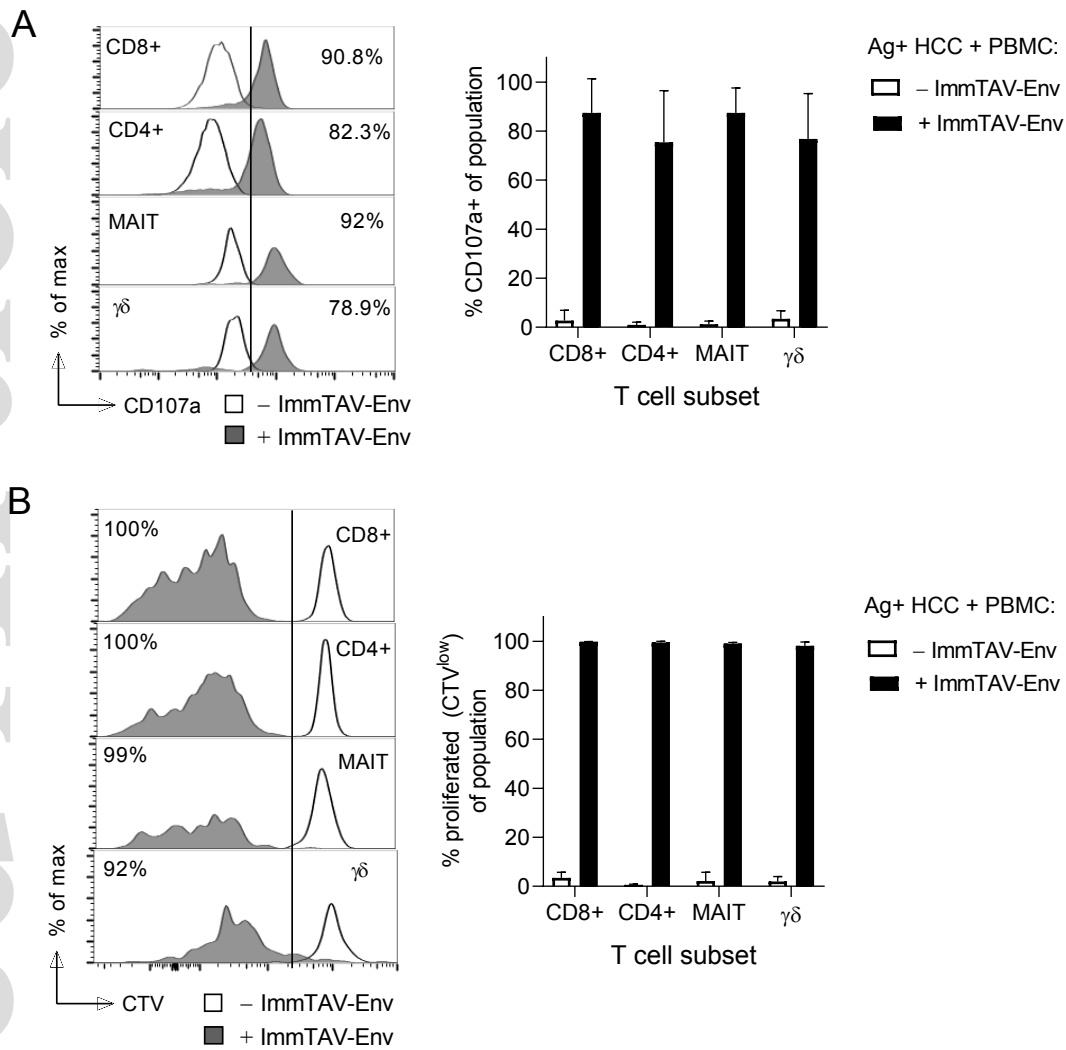 A
CD8+
90.8%
CD4+
82.3%
MAIT
92%
γδ
78.9%
% of max
CD107a
– ImmTAV-Env
+ ImmTAV-Env
% CD107a+ of population
100
80
60
40
20
0
CD8+ CD4+ MAIT γδ
T cell subset
Ag+ HCC + PBMC:
– ImmTAV-Env
+ ImmTAV-Env
B
100%
CD8+
100%
CD4+
99%
MAIT
92%
γδ
% of max
CTV
– ImmTAV-Env
+ ImmTAV-Env
% proliferated (CTVlow)
of population
100
80
60
40
20
0
CD8+ CD4+ MAIT γδ
T cell subset
Ag+ HCC + PBMC:
– ImmTAV-Env
+ ImmTAV-Env